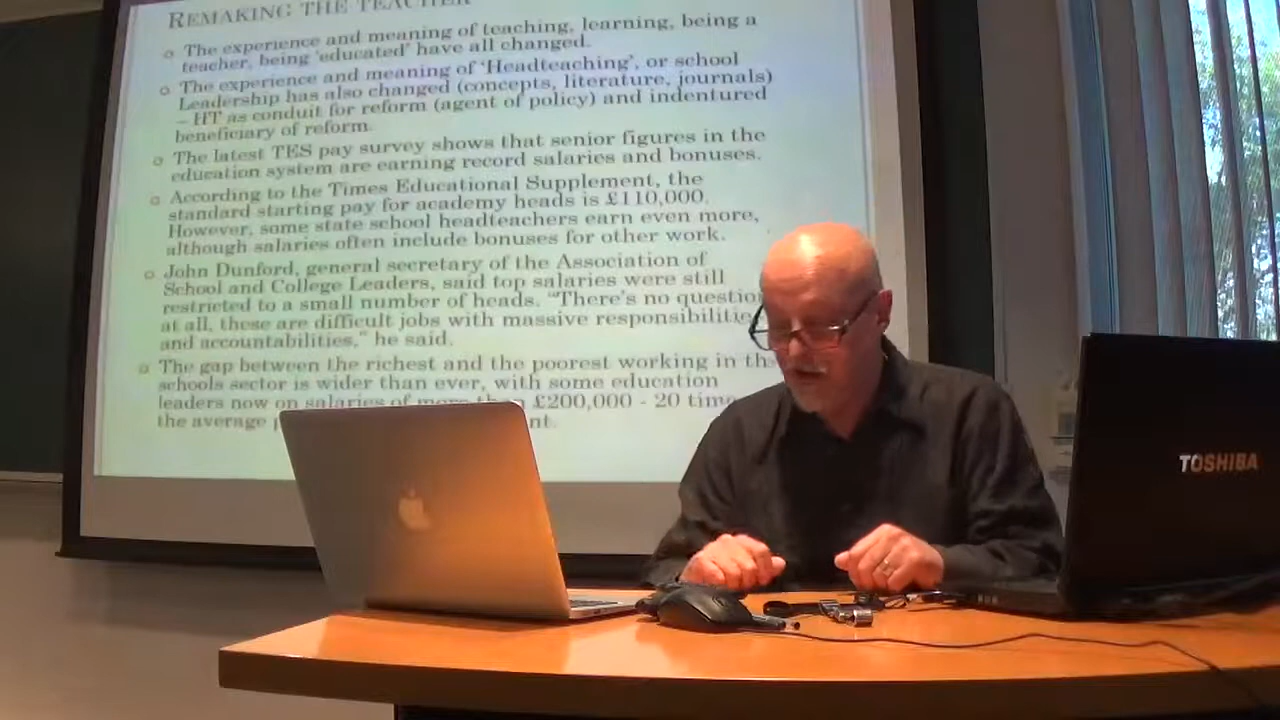 REMAKING THE TEACHER
The experience and meaning of teaching, learning, being a
teacher, being 'educated' have all changed.
The experience and meaning of 'Headteaching', or school
Leadership has also changed (concepts, literature, journals)
– HT as conduit for reform (agent of policy) and indentured
beneficiary of reform.
The latest TES pay survey shows that senior figures in the
education system are earning record salaries and bonuses.
According to the Times Educational Supplement, the
standard starting pay for academy heads is £110,000.
However, some state school headteachers earn even more,
although salaries often include bonuses for other work.
John Dunford, general secretary of the Association of
School and College Leaders, said top salaries were still
restricted to a small number of heads. "There's no question
at all, these are difficult jobs with massive responsibilitie
and accountabilities," he said.
The gap between the richest and the poorest working in th
schools sector is wider than ever, with some education
leaders now on salaries of more than £200,000 - 20 time
the average
TOSHIBA